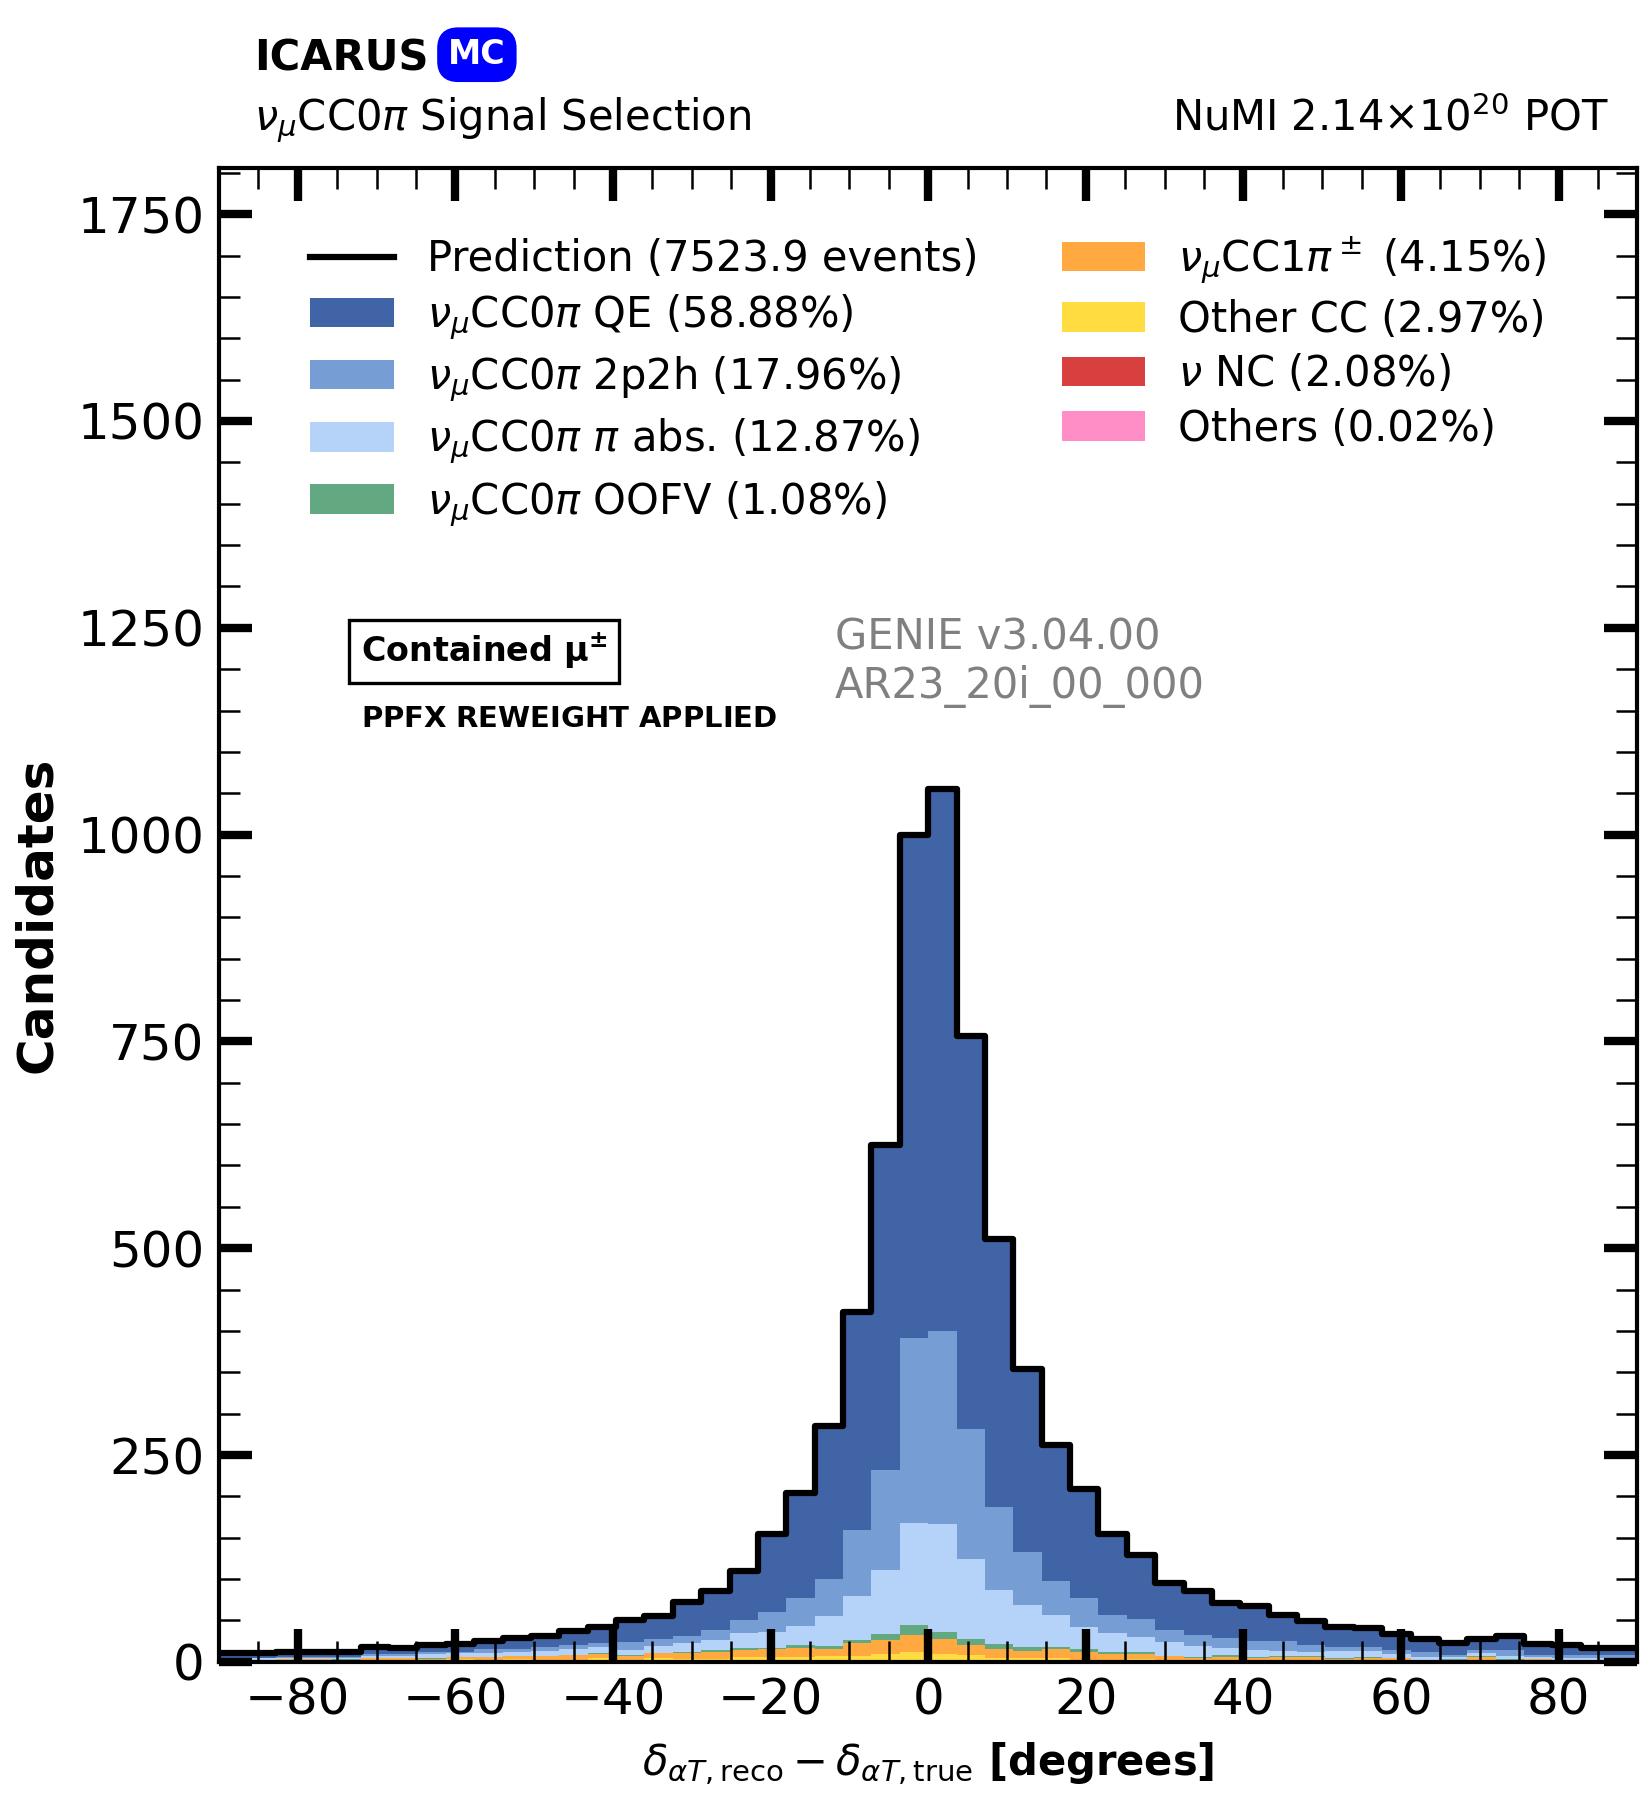 ICARUS MC
νμCC0π Signal Selection NuMI 2.14×10²⁰ POT
1750
1500
1250
1000
750
500
250
0
Candidates
Prediction (7523.9 events)
νμCC0π QE (58.88%)
νμCC0π 2p2h (17.96%)
νμCC0π π abs. (12.87%)
νμCC0π OOFV (1.08%)
νμCC1π± (4.15%)
Other CC (2.97%)
ν NC (2.08%)
Others (0.02%)
Contained μ±
PPFX REWEIGHT APPLIED
GENIE v3.04.00
AR23_20i_00_000
−80 −60 −40 −20 0 20 40 60 80
δαT, reco − δαT, true [degrees]